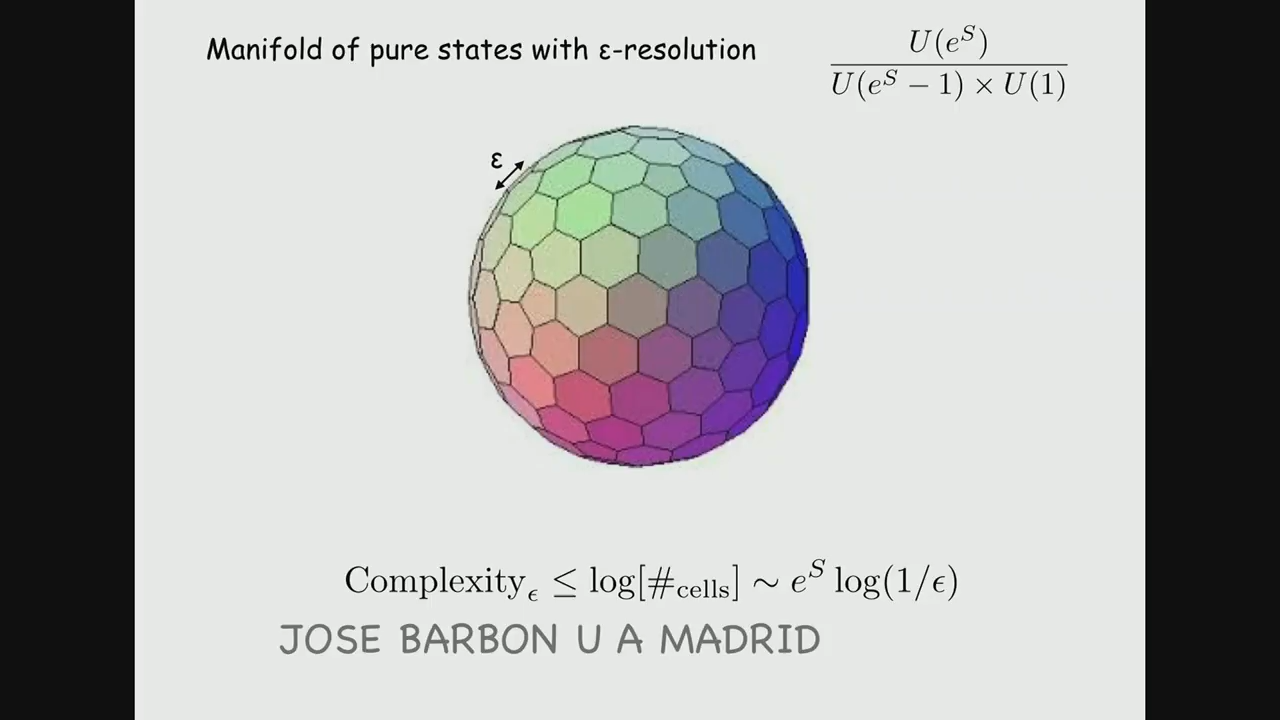 Manifold of pure states with ε-resolution
U(e^S)
U(e^S − 1) × U(1)
ε
Complexity_ϵ ≤ log[#_cells] ∼ e^S log(1/ϵ)
JOSE BARBON U A MADRID